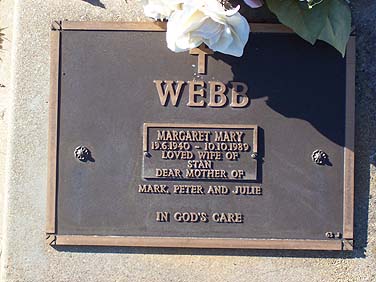 WEBB
MARGARET MARY
19.6.1940 - 10.10.1989
LOVED WIFE OF
STAN
DEAR MOTHER OF
MARK, PETER AND JULIE
IN GOD'S CARE